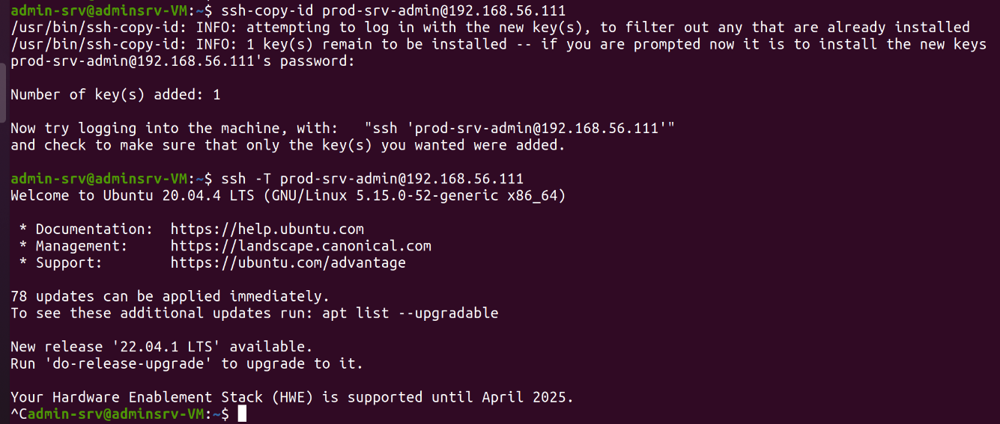 admin-srv@adminsrv-VM:~$ ssh-copy-id prod-srv-admin@192.168.56.111
/usr/bin/ssh-copy-id: INFO: attempting to log in with the new key(s), to filter out any that are already installed
/usr/bin/ssh-copy-id: INFO: 1 key(s) remain to be installed -- if you are prompted now it is to install the new keys
prod-srv-admin@192.168.56.111's password:
Number of key(s) added: 1
Now try logging into the machine, with:   "ssh 'prod-srv-admin@192.168.56.111'"
and check to make sure that only the key(s) you wanted were added.
admin-srv@adminsrv-VM:~$ ssh -T prod-srv-admin@192.168.56.111
Welcome to Ubuntu 20.04.4 LTS (GNU/Linux 5.15.0-52-generic x86_64)
 * Documentation:  https://help.ubuntu.com
 * Management:     https://landscape.canonical.com
 * Support:        https://ubuntu.com/advantage
78 updates can be applied immediately.
To see these additional updates run: apt list --upgradable
New release '22.04.1 LTS' available.
Run 'do-release-upgrade' to upgrade to it.
Your Hardware Enablement Stack (HWE) is supported until April 2025.
^Cadmin-srv@adminsrv-VM:~$